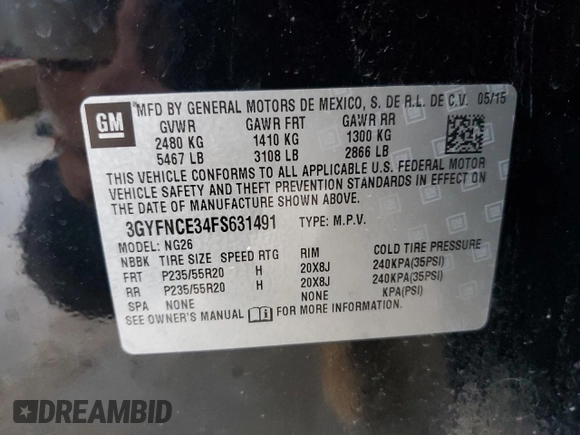 GM
MFD BY GENERAL MOTORS DE MEXICO, S. DE R.L. DE C.V. 05/15
GVWR GAWR FRT GAWR RR
2480 KG 1410 KG 1300 KG
5467 LB 3108 LB 2866 LB
THIS VEHICLE CONFORMS TO ALL APPLICABLE U.S. FEDERAL MOTOR
VEHICLE SAFETY AND THEFT PREVENTION STANDARDS IN EFFECT ON
THE DATE OF MANUFACTURE SHOWN ABOVE.
3GYFNCE34FS631491 TYPE: M.P.V.
MODEL: NG26
NBBK TIRE SIZE SPEED RTG RIM COLD TIRE PRESSURE
FRT P235/55R20 H 20X8J 240KPA(35PSI)
RR P235/55R20 H 20X8J 240KPA(35PSI)
SPA NONE NONE KPA(PSI)
SEE OWNER'S MANUAL FOR MORE INFORMATION
DREAMBID